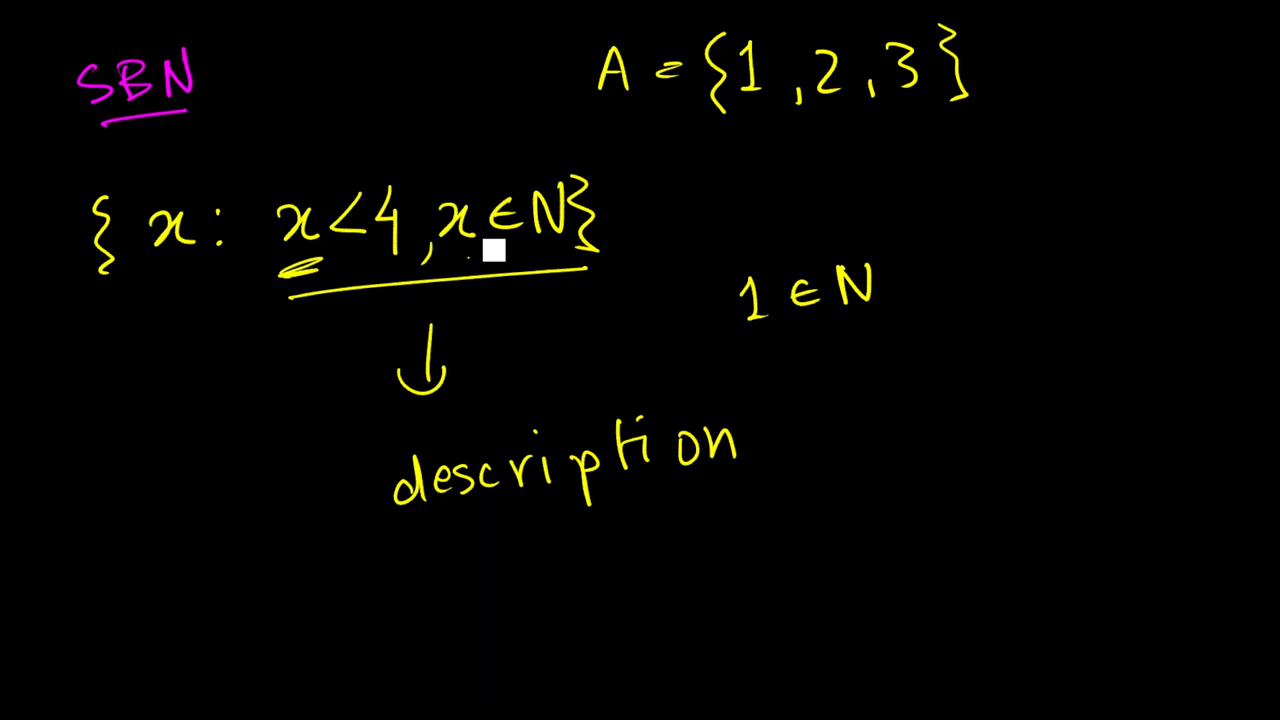 SBN
A = {1, 2, 3}
{ x : x < 4, x ∈ N}
1 ∈ N
description